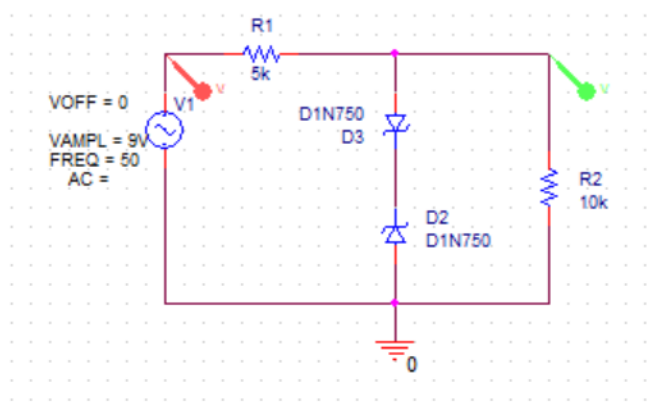 R1
5k
V
V
VOFF = 0
V1
VAMPL = 9V
FREQ = 50
AC =
D1N750
D3
R2
10k
D2
D1N750
0